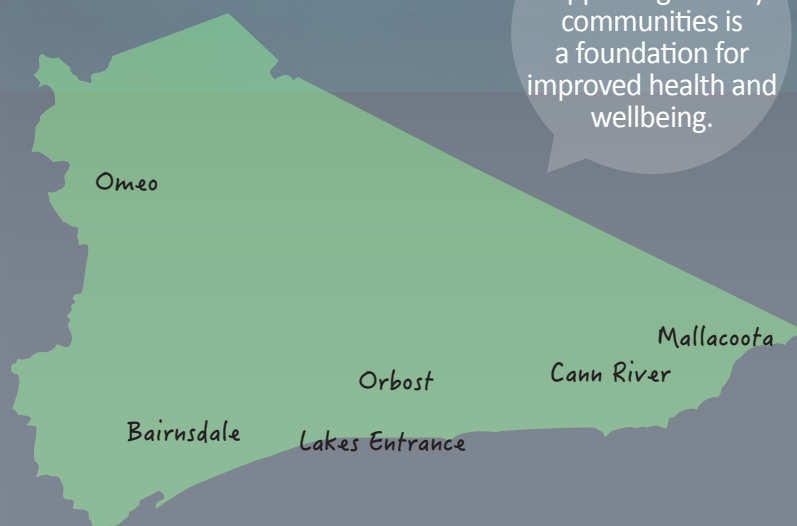 communities is
a foundation for
improved health and
wellbeing.
Omeo
Mallacoota
Cann River
Orbost
Bairnsdale
Lakes Entrance